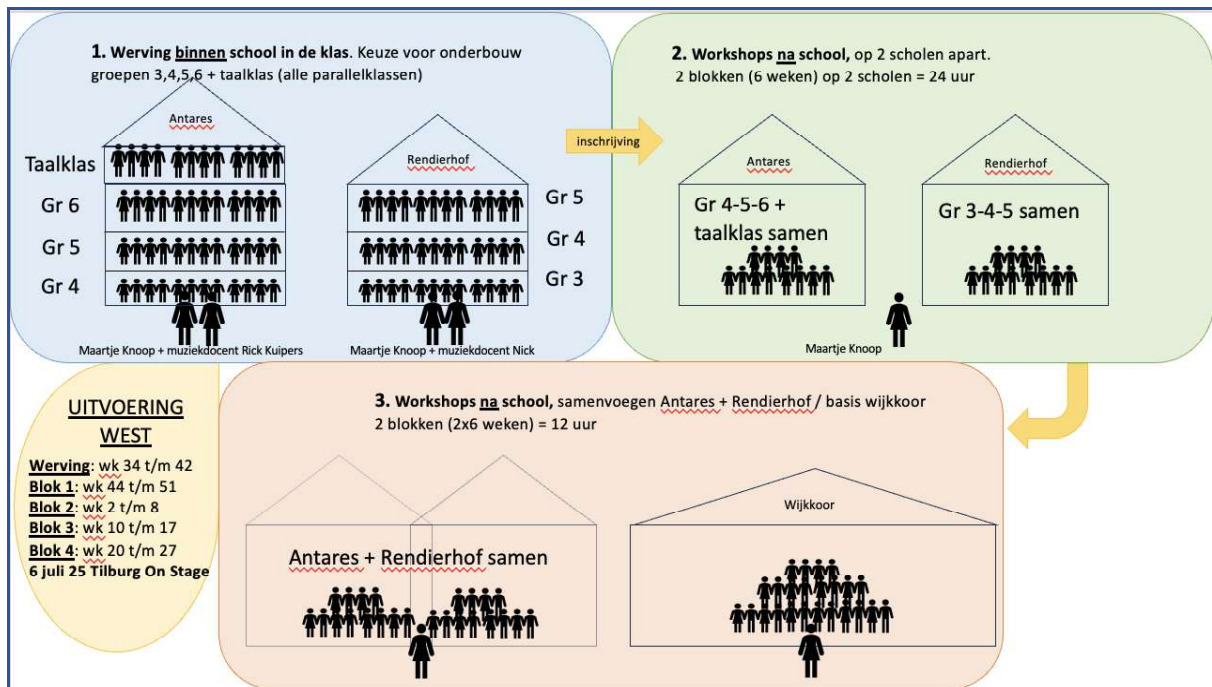 1. Werving binnen school in de klas. Keuze voor onderbouw
groepen 3,4,5,6 + taalklas (alle parallelklassen)
Antares
Taalklas
Gr 6
Gr 5
Gr 4
Maartje Knoop + muziekdocent Rick Kuipers
Rendierhof
Gr 5
Gr 4
Gr 3
Maartje Knoop + muziekdocent Nick
inschrijving
2. Workshops na school, op 2 scholen apart.
2 blokken (6 weken) op 2 scholen = 24 uur
Antares
Gr 4-5-6 +
taalklas samen
Rendierhof
Gr 3-4-5 samen
Maartje Knoop
UITVOERING
WEST
Werving: wk 34 t/m 42
Blok 1: wk 44 t/m 51
Blok 2: wk 2 t/m 8
Blok 3: wk 10 t/m 17
Blok 4: wk 20 t/m 27
6 juli 25 Tilburg On Stage
3. Workshops na school, samenvoegen Antares + Rendierhof / basis wijkkoor
2 blokken (2x6 weken) = 12 uur
Antares + Rendierhof samen
Wijkkoor